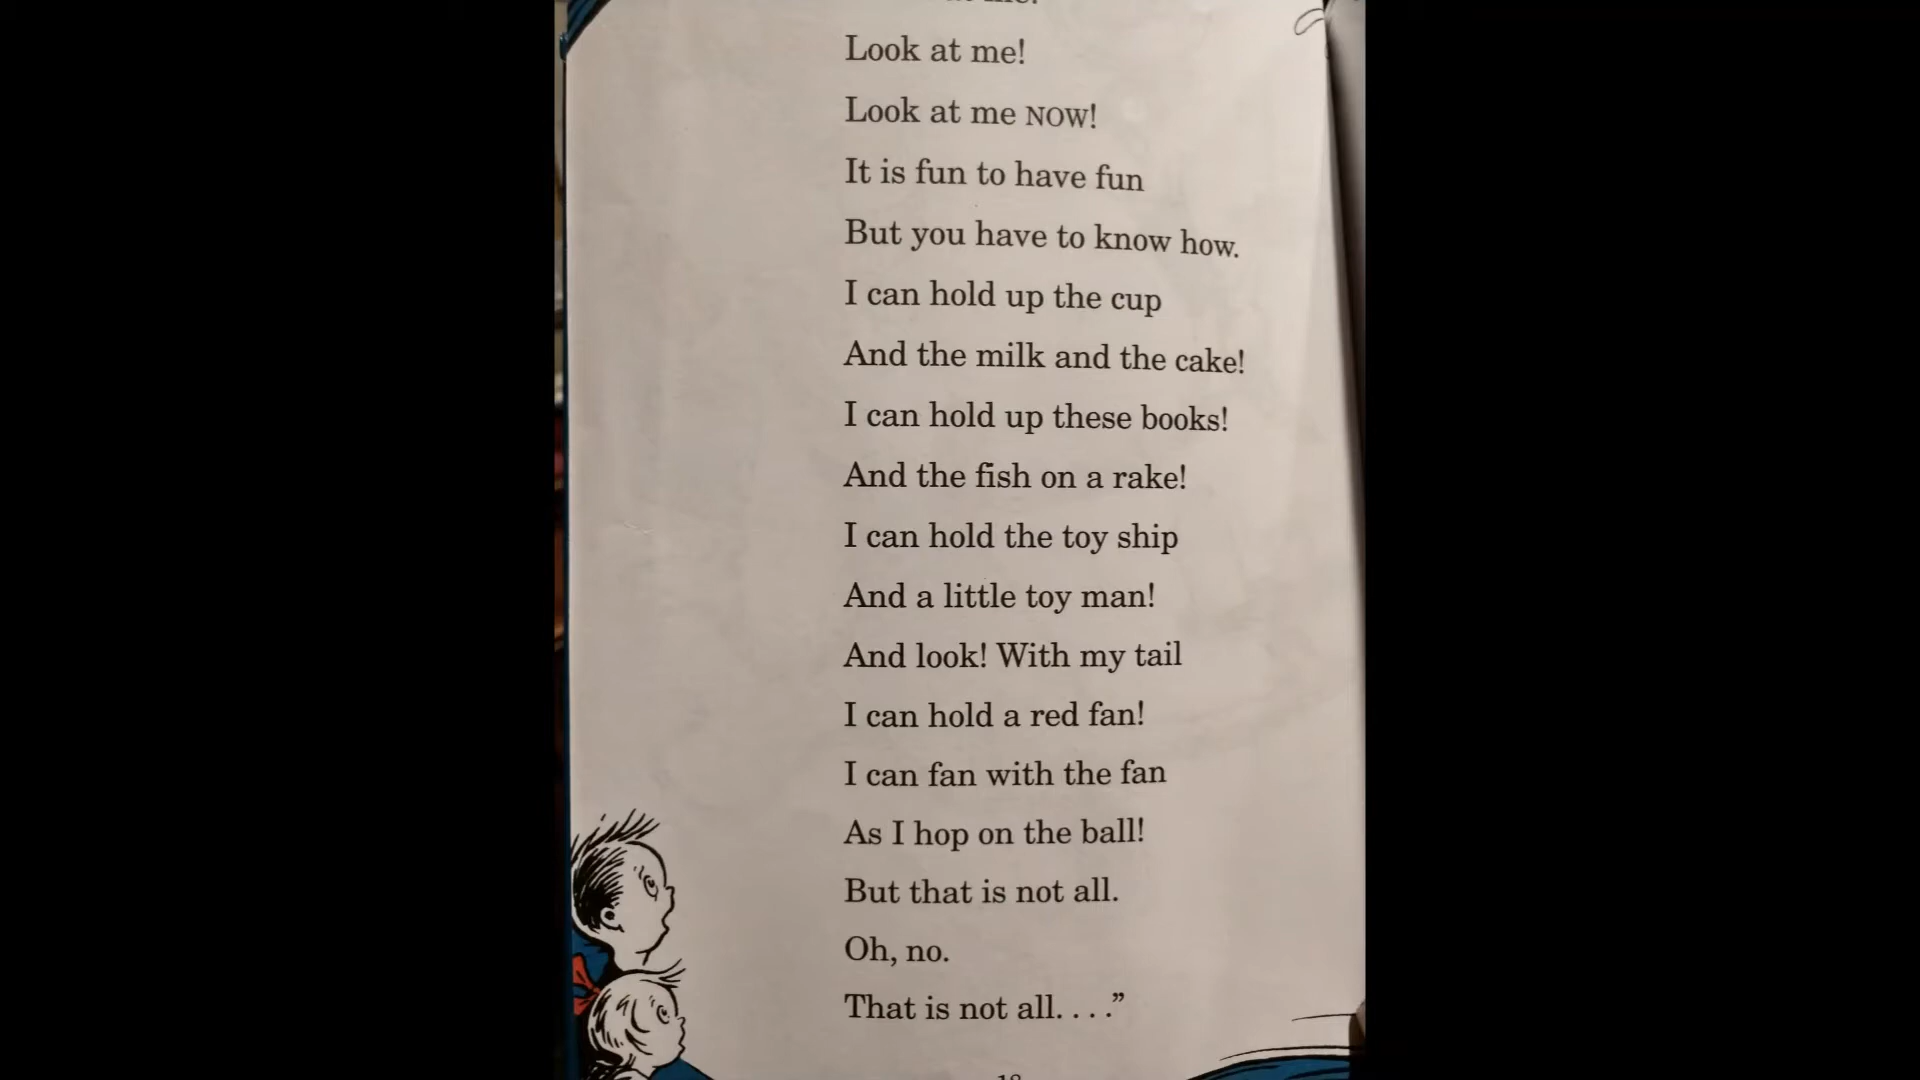 Look at me!
Look at me NOW!
It is fun to have fun
But you have to know how.
I can hold up the cup
And the milk and the cake!
I can hold up these books!
And the fish on a rake!
I can hold the toy ship
And a little toy man!
And look! With my tail
I can hold a red fan!
I can fan with the fan
As I hop on the ball!
But that is not all.
Oh, no.
That is not all. . . .”